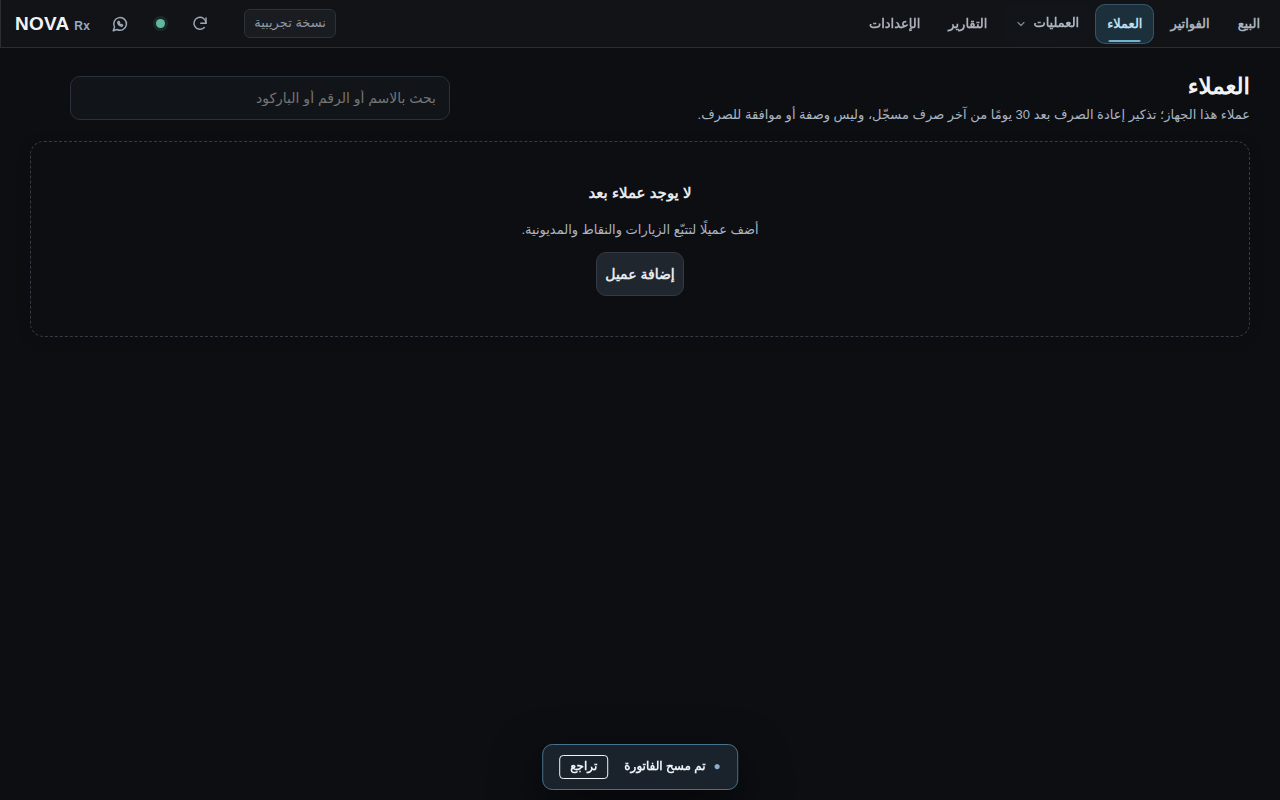 البيع
الفواتير
العملاء
العمليات
التقارير
الإعدادات
نسخة تجريبية
NOVA Rx
العملاء
عملاء هذا الجهاز؛ تذكير إعادة الصرف بعد 30 يومًا من آخر صرف مسجّل، وليس وصفة أو موافقة للصرف.
بحث بالاسم أو الرقم أو الباركود
لا يوجد عملاء بعد
أضف عميلًا لتتبّع الزيارات والنقاط والمديونية.
إضافة عميل
تم مسح الفاتورة
تراجع